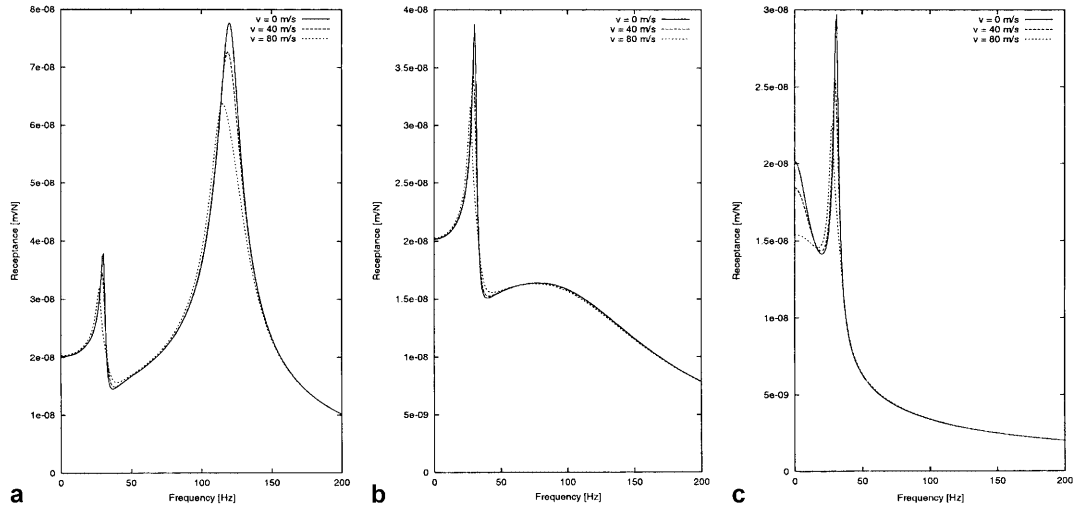 8e-08
7e-08
6e-08
5e-08
4e-08
3e-08
2e-08
1e-08
0
Receptance [m/N]
v = 0 m/s
v = 40 m/s
v = 80 m/s
0
50
100
150
200
Frequency [Hz]
a
4e-08
3.5e-08
3e-08
2.5e-08
2e-08
1.5e-08
1e-08
5e-09
0
Receptance [m/N]
v = 0 m/s
v = 40 m/s
v = 80 m/s
0
50
100
150
200
Frequency [Hz]
b
3e-08
2.5e-08
2e-08
1.5e-08
1e-08
5e-09
0
Receptance [m/N]
v = 0 m/s
v = 40 m/s
v = 80 m/s
0
50
100
150
200
Frequency [Hz]
c